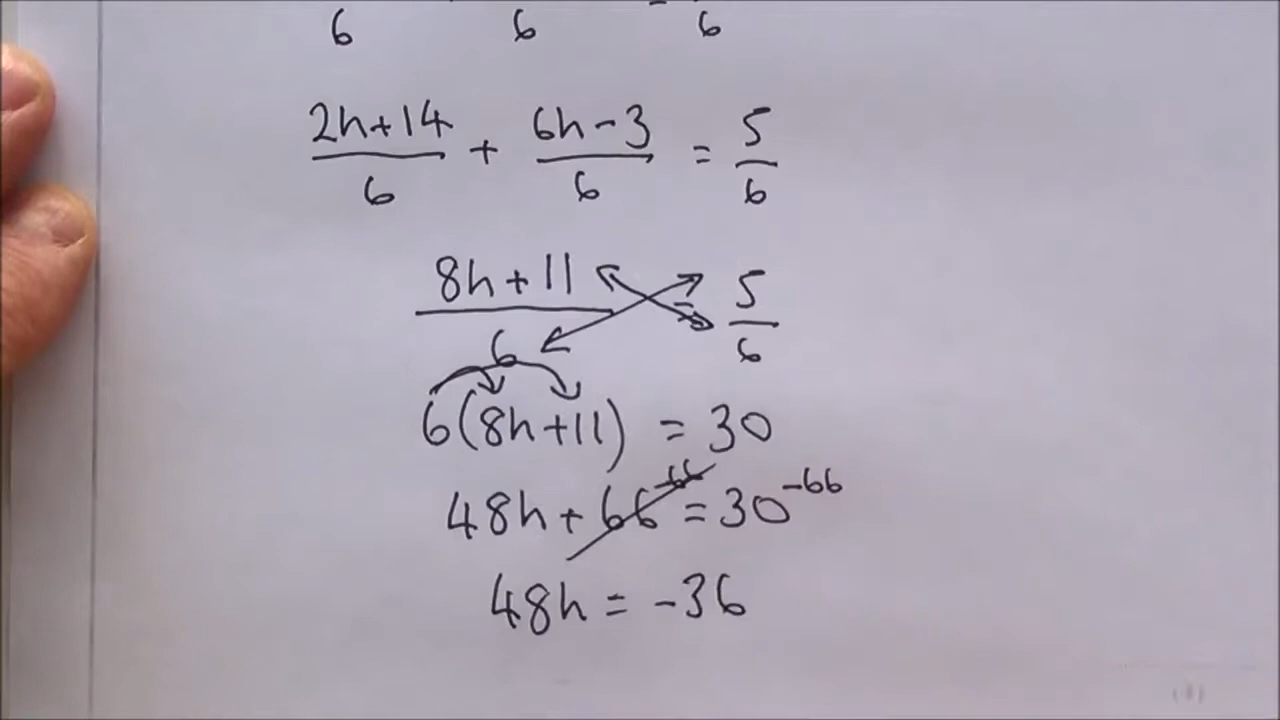 6 6 - 6
2h+14/6 + 6h-3/6 = 5/6
8h+11/6 = 5/6
6(8h+11) = 30
48h+66^-66 = 30^-66
48h = -36